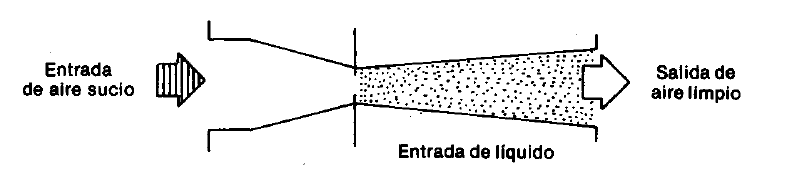 Entrada
de aire sucio
Salida de
aire limpio
Entrada de líquido